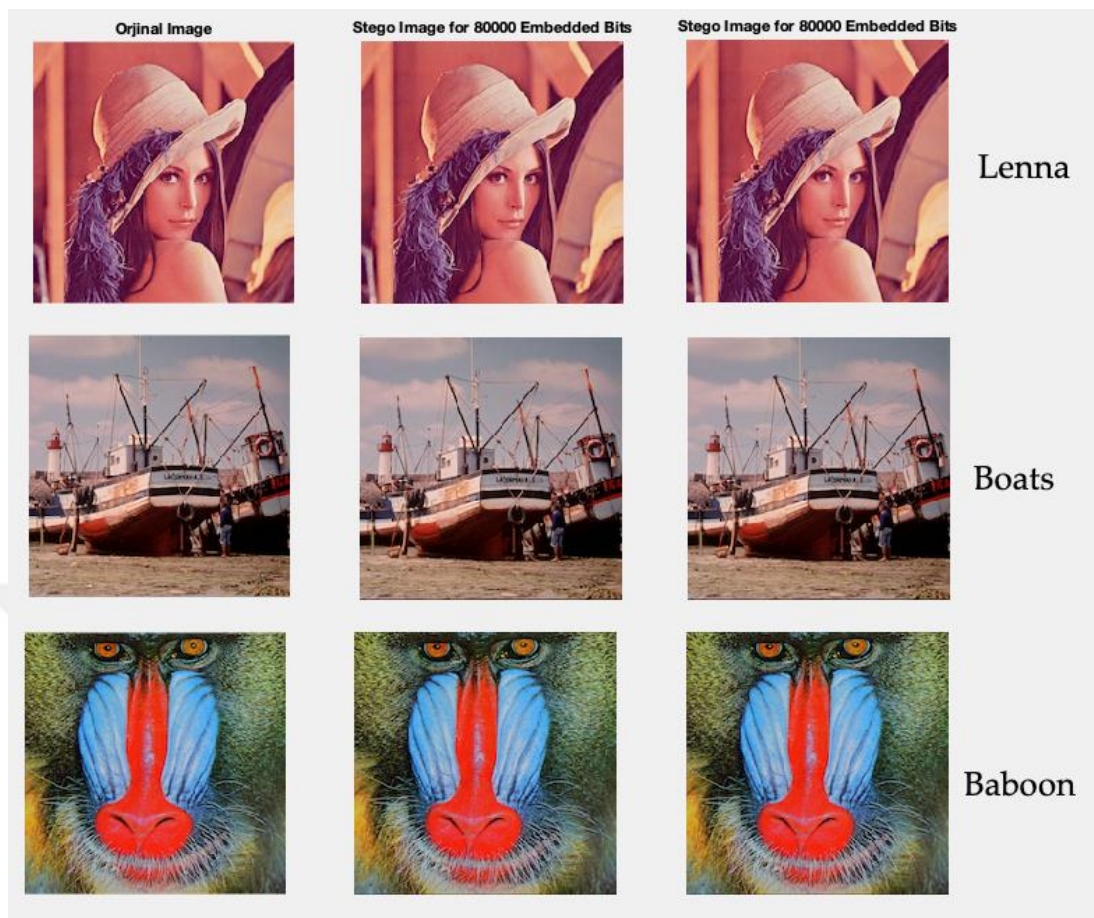 Orjinal Image
Stego Image for 80000 Embedded Bits
Stego Image for 80000 Embedded Bits
Lenna
Boats
Baboon